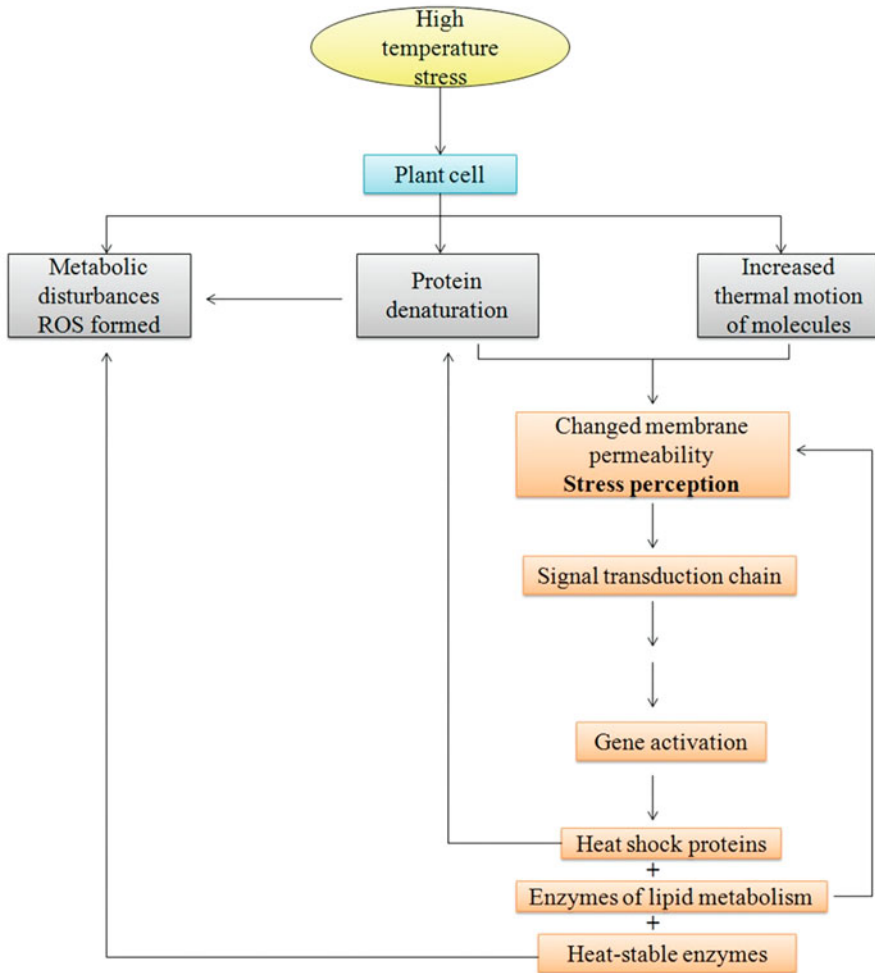 High
temperature
stress
Plant cell
Metabolic
disturbances
ROS formed
Protein
denaturation
Increased
thermal motion
of molecules
Changed membrane
permeability
Stress perception
Signal transduction chain
Gene activation
Heat shock proteins
+
Enzymes of lipid metabolism
+
Heat-stable enzymes